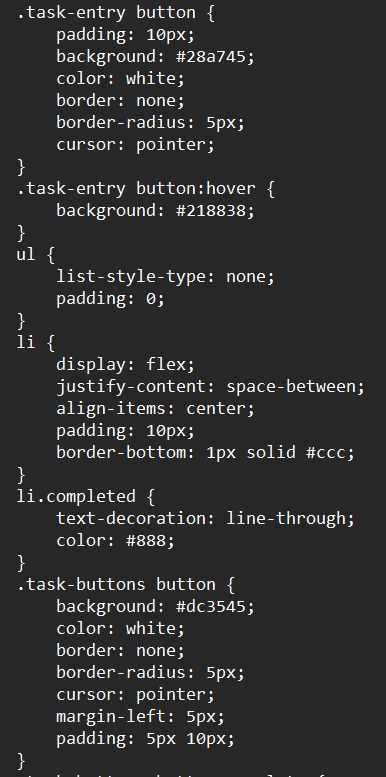 .task-entry button {
    padding: 10px;
    background: #28a745;
    color: white;
    border: none;
    border-radius: 5px;
    cursor: pointer;
}
.task-entry button:hover {
    background: #218838;
}
ul {
    list-style-type: none;
    padding: 0;
}
li {
    display: flex;
    justify-content: space-between;
    align-items: center;
    padding: 10px;
    border-bottom: 1px solid #ccc;
}
li.completed {
    text-decoration: line-through;
    color: #888;
}
.task-buttons button {
    background: #dc3545;
    color: white;
    border: none;
    border-radius: 5px;
    cursor: pointer;
    margin-left: 5px;
    padding: 5px 10px;
}